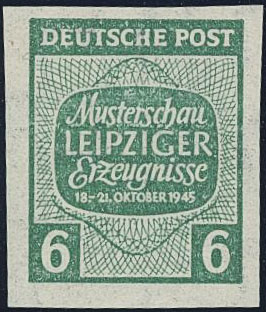 DEUTSCHE POST
Musterschau
LEIPZIGER
Erzeugnisse
18-21. OKTOBER 1945
6 6